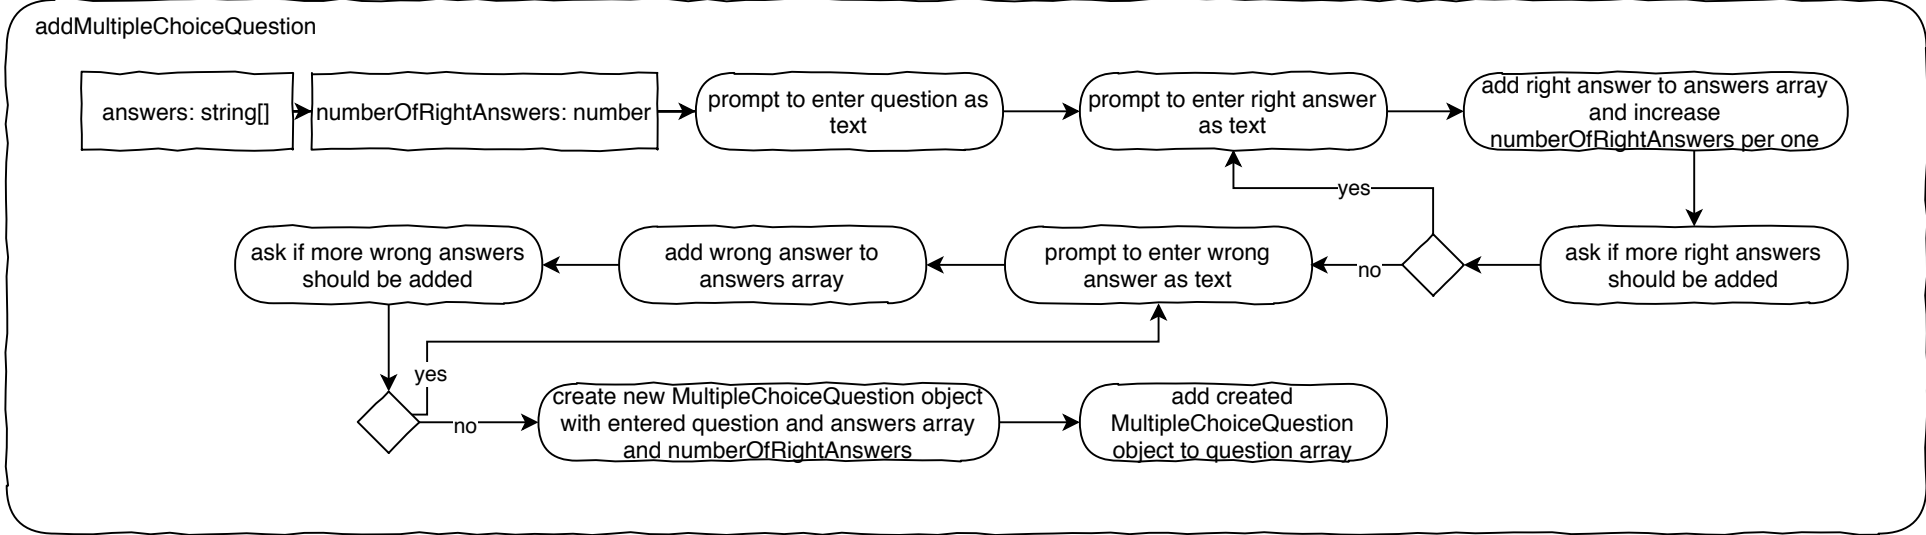 addMultipleChoiceQuestion
answers: string[]
numberOfRightAnswers: number
prompt to enter question as
text
prompt to enter right answer
as text
add right answer to answers array
and increase
numberOfRightAnswers per one
yes
ask if more wrong answers
should be added
add wrong answer to
answers array
prompt to enter wrong
answer as text
no
ask if more right answers
should be added
yes
no
create new MultipleChoiceQuestion object
with entered question and answers array
and numberOfRightAnswers
add created
MultipleChoiceQuestion
object to question array